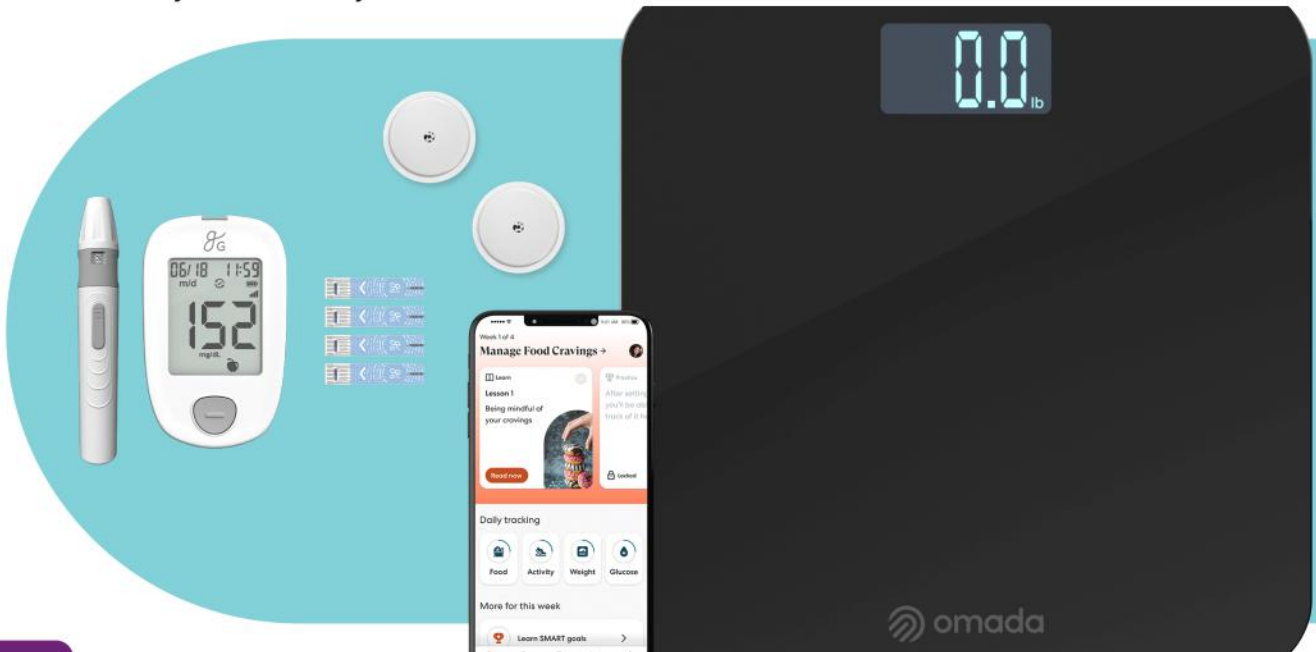 0.0 lb
G
06/18 11:59
m/d
152
mg/dL
Week 1 of 4
Manage Food Cravings →
Learn
Lesson 1
Being mindful of
your cravings
Read now
Practice
After setting
you'll be
track of it
Locked
Daily tracking
Food Activity Weight Glucose
More for this week
Learn SMART goals >
omada